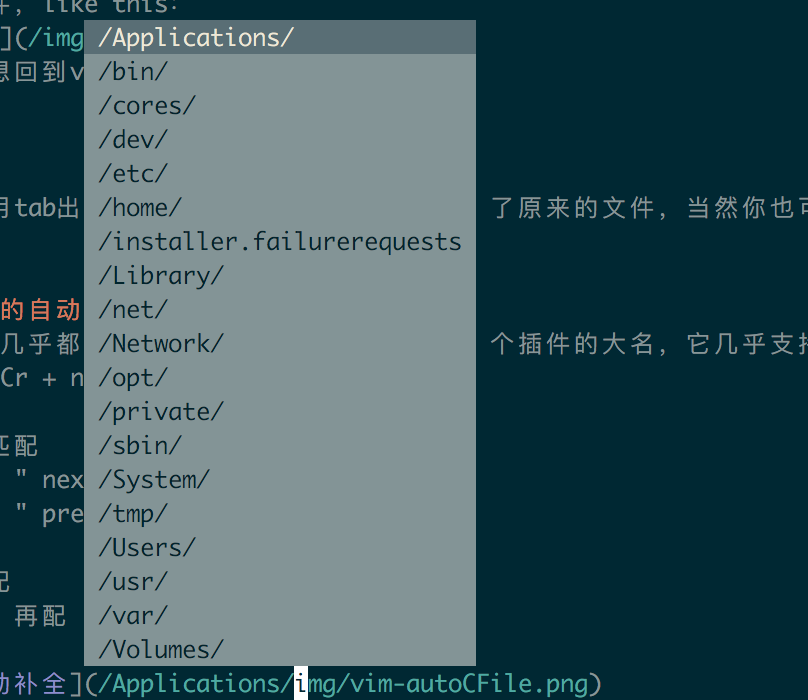 件, like this:
](/img
想回到v
/Applications/
/bin/
/cores/
/dev/
/etc/
用tab出
/home/
了原来的文件, 当然你也可
/installer.failurerequests
/Library/
的自动
/net/
几乎都
/Network/
个插件的大名, 它几乎支持
Cr + n
/opt/
/private/
匹配
/sbin/
" nex
/System/
" pre
/tmp/
/Users/
配
/usr/
再配
/var/
/Volumes/
动补全](/Applications/img/vim-autoCFile.png)